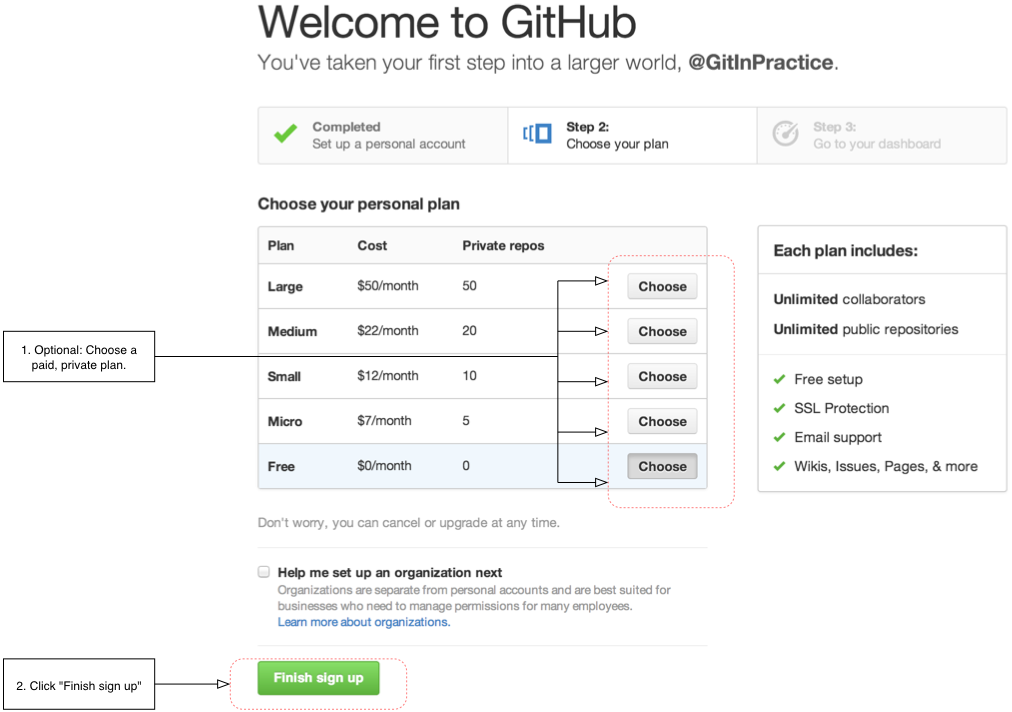 Welcome to GitHub
You've taken your first step into a larger world, @GitInPractice.
Completed
Set up a personal account
Step 2:
Choose your plan
Step 3:
Go to your dashboard
Choose your personal plan
Plan Cost Private repos
Large $50/month 50 Choose
Medium $22/month 20 Choose
Small $12/month 10 Choose
Micro $7/month 5 Choose
Free $0/month 0 Choose
Each plan includes:
Unlimited collaborators
Unlimited public repositories
Free setup
SSL Protection
Email support
Wikis, Issues, Pages, & more
1. Optional: Choose a
paid, private plan.
Don't worry, you can cancel or upgrade at any time.
Help me set up an organization next
Organizations are separate from personal accounts and are best suited for
businesses who need to manage permissions for many employees.
Learn more about organizations.
2. Click "Finish sign up"
Finish sign up